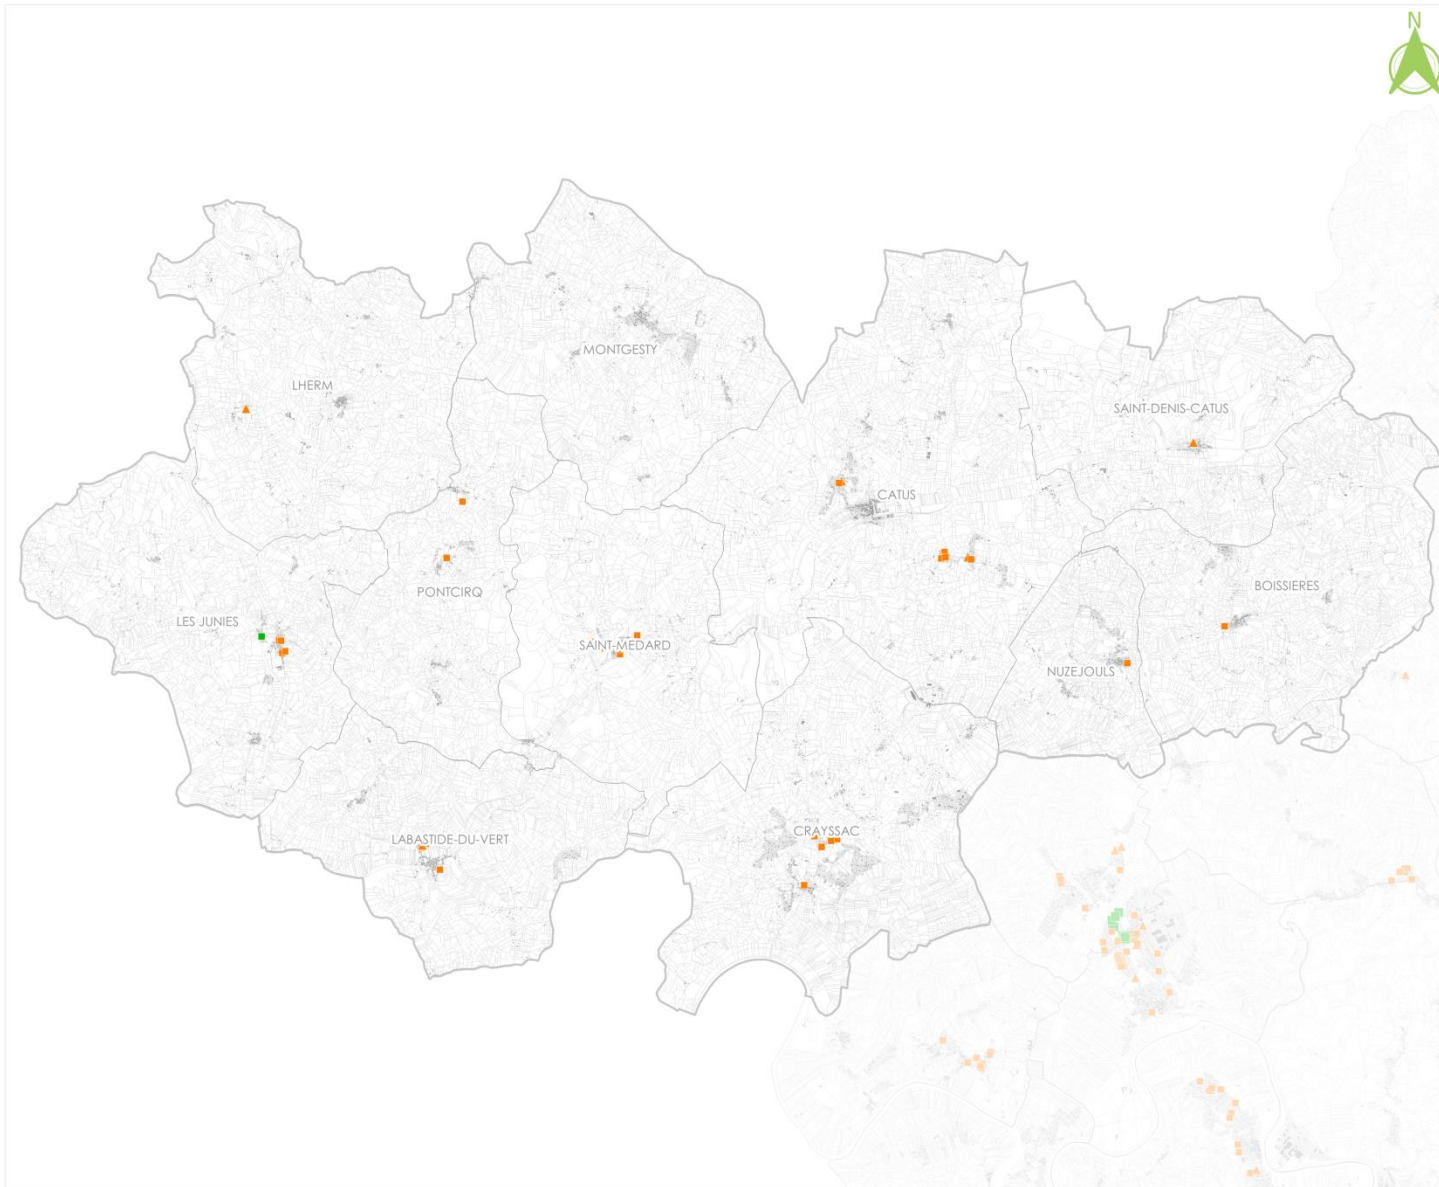 N
MONTGESTY
LHERM
SAINT-DENIS-CATUS
CATUS
BOISSIERES
PONTCIRQ
LES JUNIES
SAINT-MEDARD
NUZEJOULS
CRAYSSAC
LABASTIDE-DU-VERT